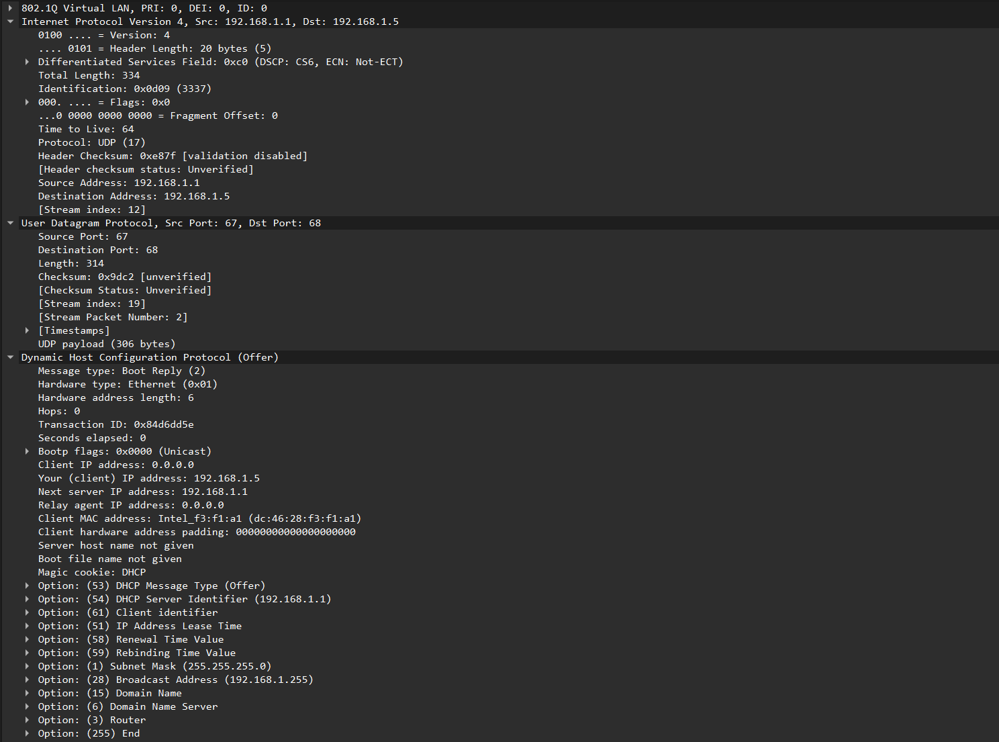 802.1Q Virtual LAN, PRI: 0, DEI: 0, ID: 0
Internet Protocol Version 4, Src: 192.168.1.1, Dst: 192.168.1.5
0100 .... = Version: 4
.... 0101 = Header Length: 20 bytes (5)
Differentiated Services Field: 0xc0 (DSCP: CS6, ECN: Not-ECT)
Total Length: 334
Identification: 0x0d09 (3337)
000. .... = Flags: 0x0
...0 0000 0000 0000 = Fragment Offset: 0
Time to Live: 64
Protocol: UDP (17)
Header Checksum: 0xe87f [validation disabled]
[Header checksum status: Unverified]
Source Address: 192.168.1.1
Destination Address: 192.168.1.5
[Stream index: 12]
User Datagram Protocol, Src Port: 67, Dst Port: 68
Source Port: 67
Destination Port: 68
Length: 314
Checksum: 0x9dc2 [unverified]
[Checksum Status: Unverified]
[Stream index: 19]
[Stream Packet Number: 2]
[Timestamps]
UDP payload (306 bytes)
Dynamic Host Configuration Protocol (Offer)
Message type: Boot Reply (2)
Hardware type: Ethernet (0x01)
Hardware address length: 6
Hops: 0
Transaction ID: 0x84d6dd5e
Seconds elapsed: 0
Bootp flags: 0x0000 (Unicast)
Client IP address: 0.0.0.0
Your (client) IP address: 192.168.1.5
Next server IP address: 192.168.1.1
Relay agent IP address: 0.0.0.0
Client MAC address: Intel_f3:f1:a1 (dc:46:28:f3:f1:a1)
Client hardware address padding: 00000000000000000000
Server host name not given
Boot file name not given
Magic cookie: DHCP
Option: (53) DHCP Message Type (Offer)
Option: (54) DHCP Server Identifier (192.168.1.1)
Option: (61) Client identifier
Option: (51) IP Address Lease Time
Option: (58) Renewal Time Value
Option: (59) Rebinding Time Value
Option: (1) Subnet Mask (255.255.255.0)
Option: (28) Broadcast Address (192.168.1.255)
Option: (15) Domain Name
Option: (6) Domain Name Server
Option: (3) Router
Option: (255) End